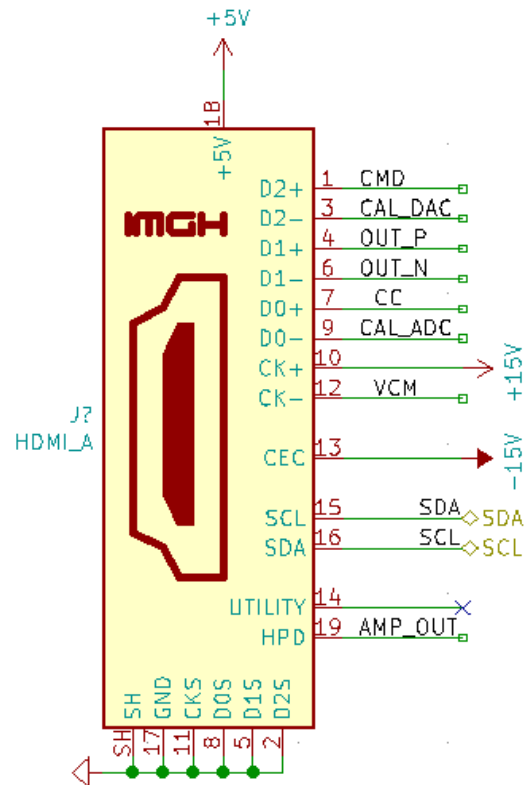 +5V
18
+5V
D2+ 1 CMD
D2- 3 CAL_DAC
D1+ 4 OUT_P
D1- 6 OUT_N
D0+ 7 CC
D0- 9 CAL_ADC
CK+ 10 +15V
CK- 12 VCM
J?
HDMI_A
CEC 13 -15V
SCL 15 SDA SDA
SDA 16 SCL SCL
UTILITY 14
HPD 19 AMP_OUT
SH GND CKS D0S D1S D2S
SH 17 11 8 5 2